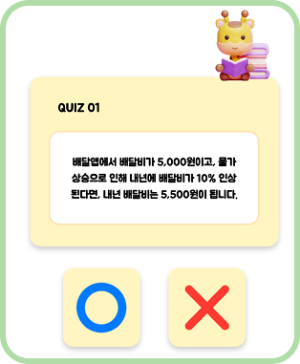 QUIZ 01
배달앱에서 배달비가 5,000원이고, 물가
상승으로 인해 내년에 배달비가 10% 인상
된다면, 내년 배달비는 5,500원이 됩니다.